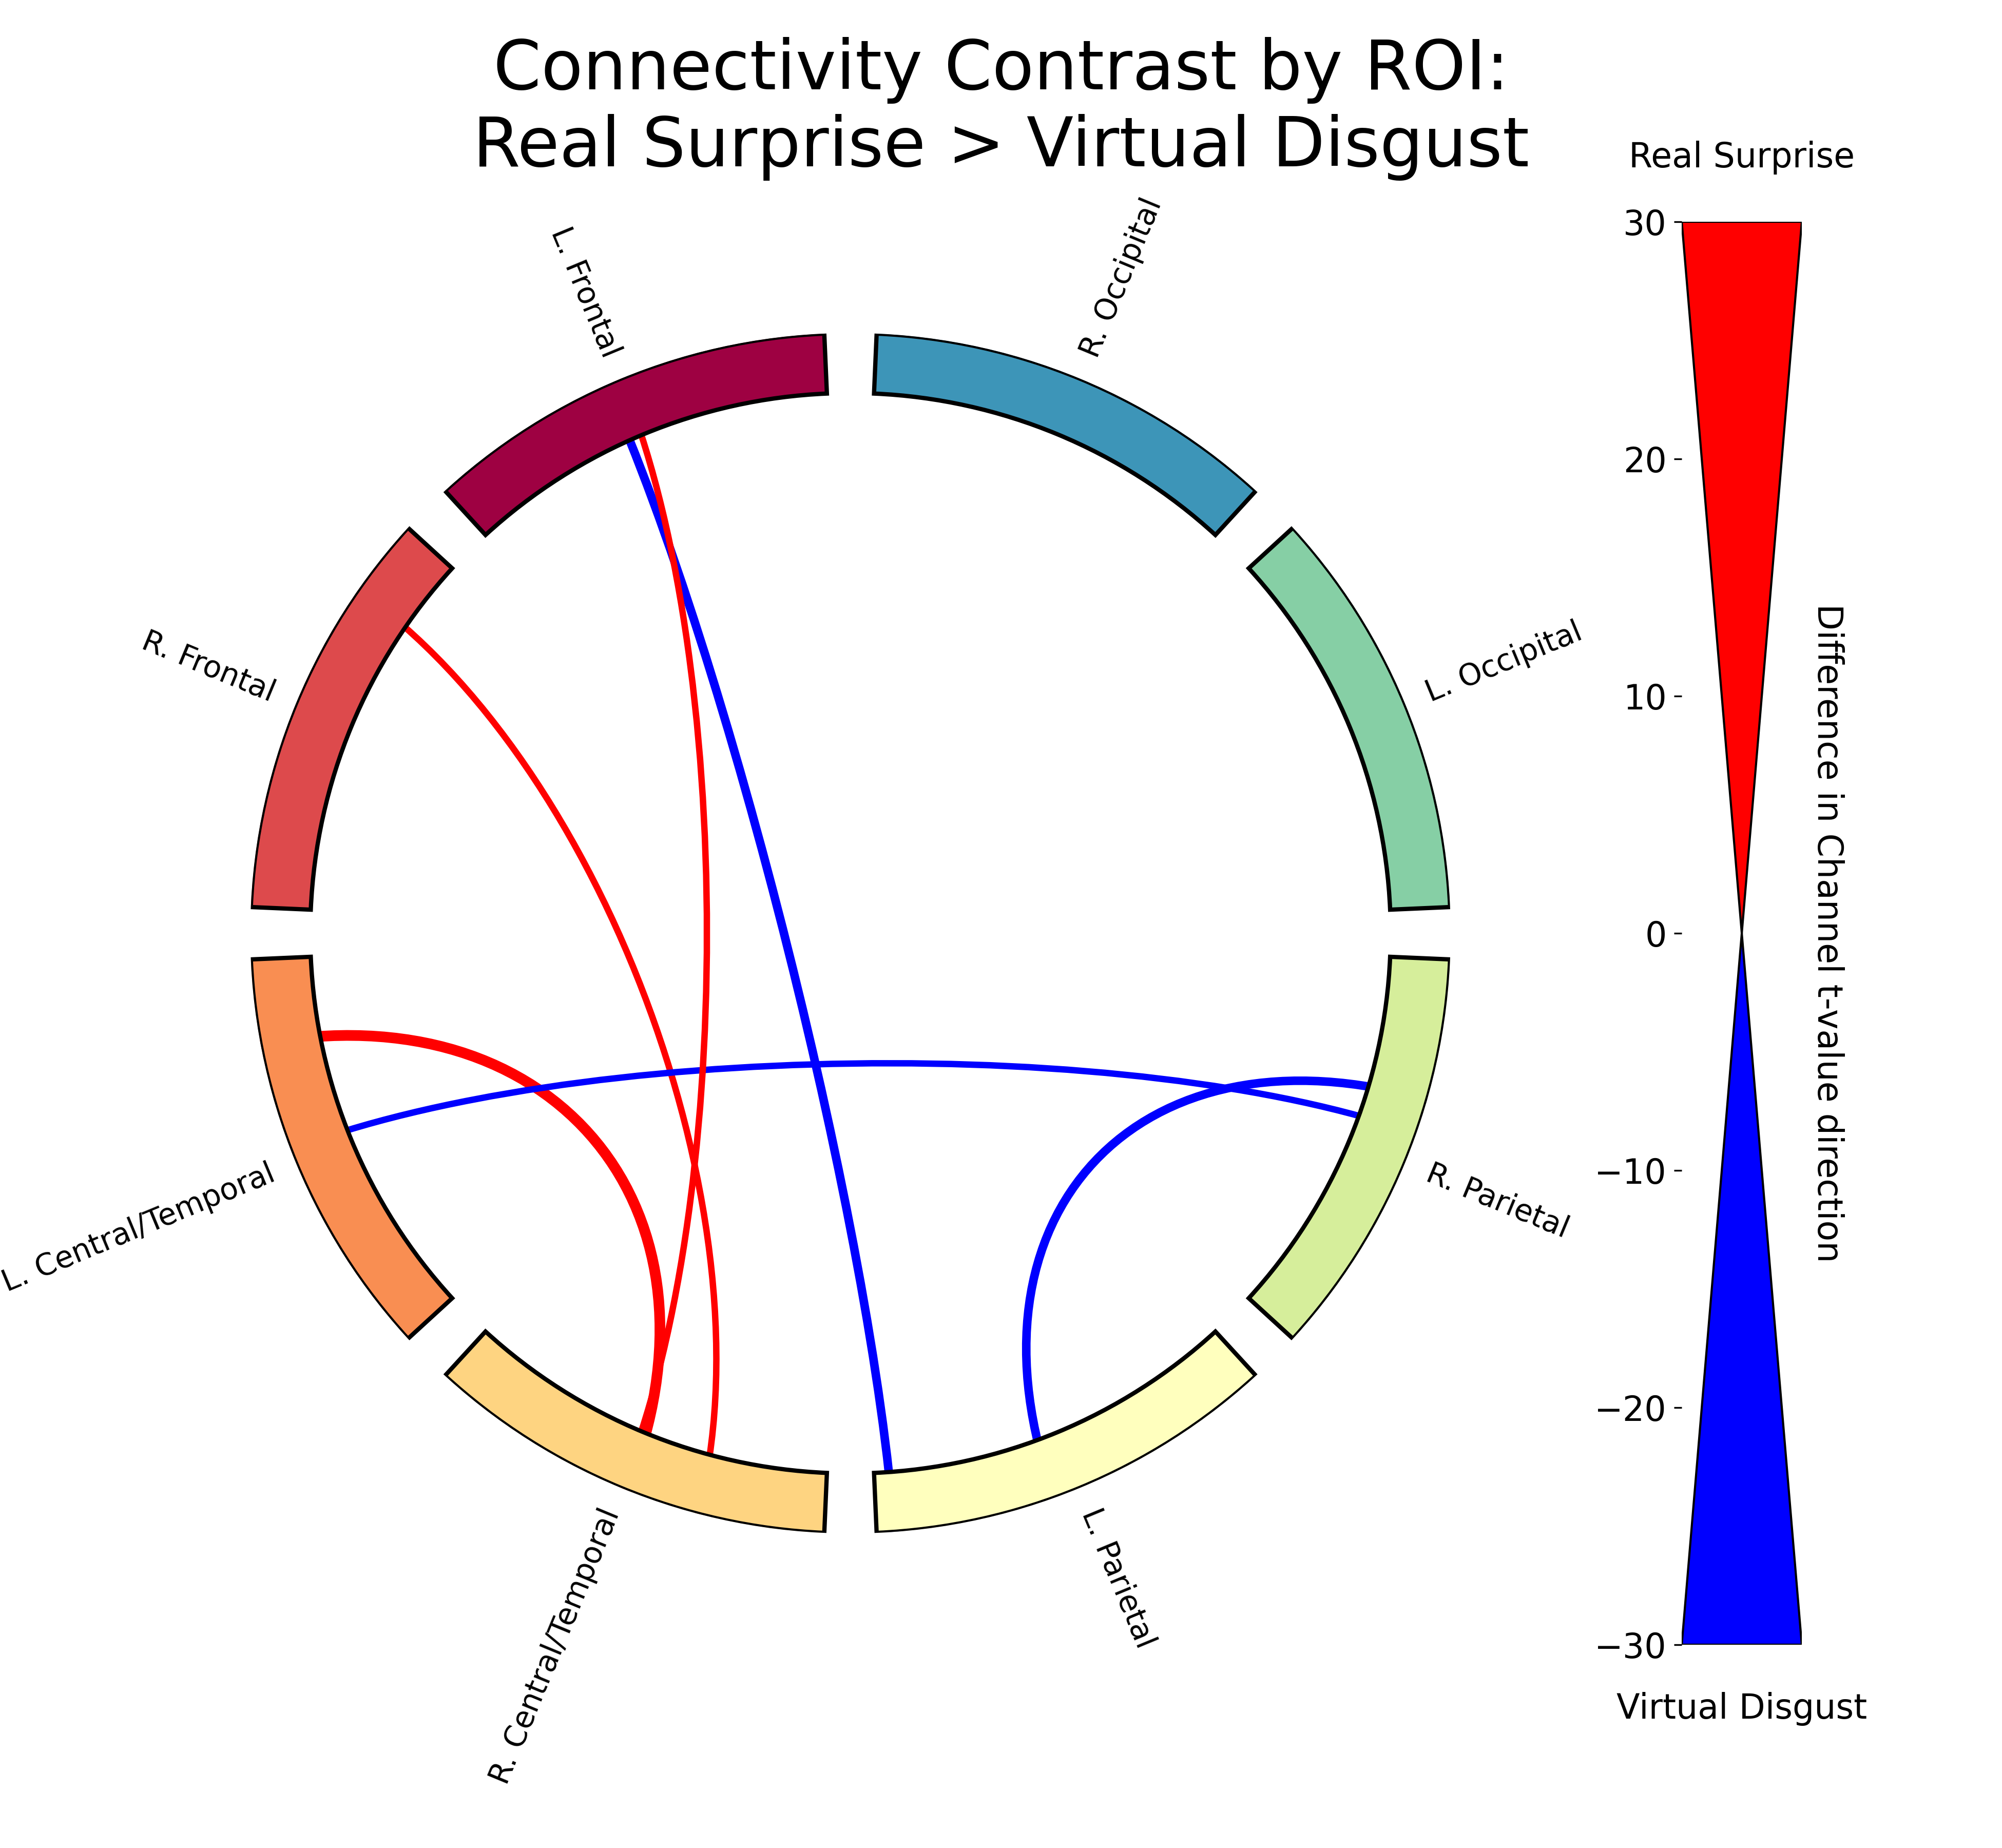 Connectivity Contrast by ROI:
Real Surprise > Virtual Disgust
Real Surprise
L. Frontal
R. Occipital
R. Frontal
L. Occipital
L. Central/Temporal
R. Parietal
R. Central/Temporal
L. Parietal
30
20
10
0
−10
−20
−30
Difference in Channel t-value direction
Virtual Disgust